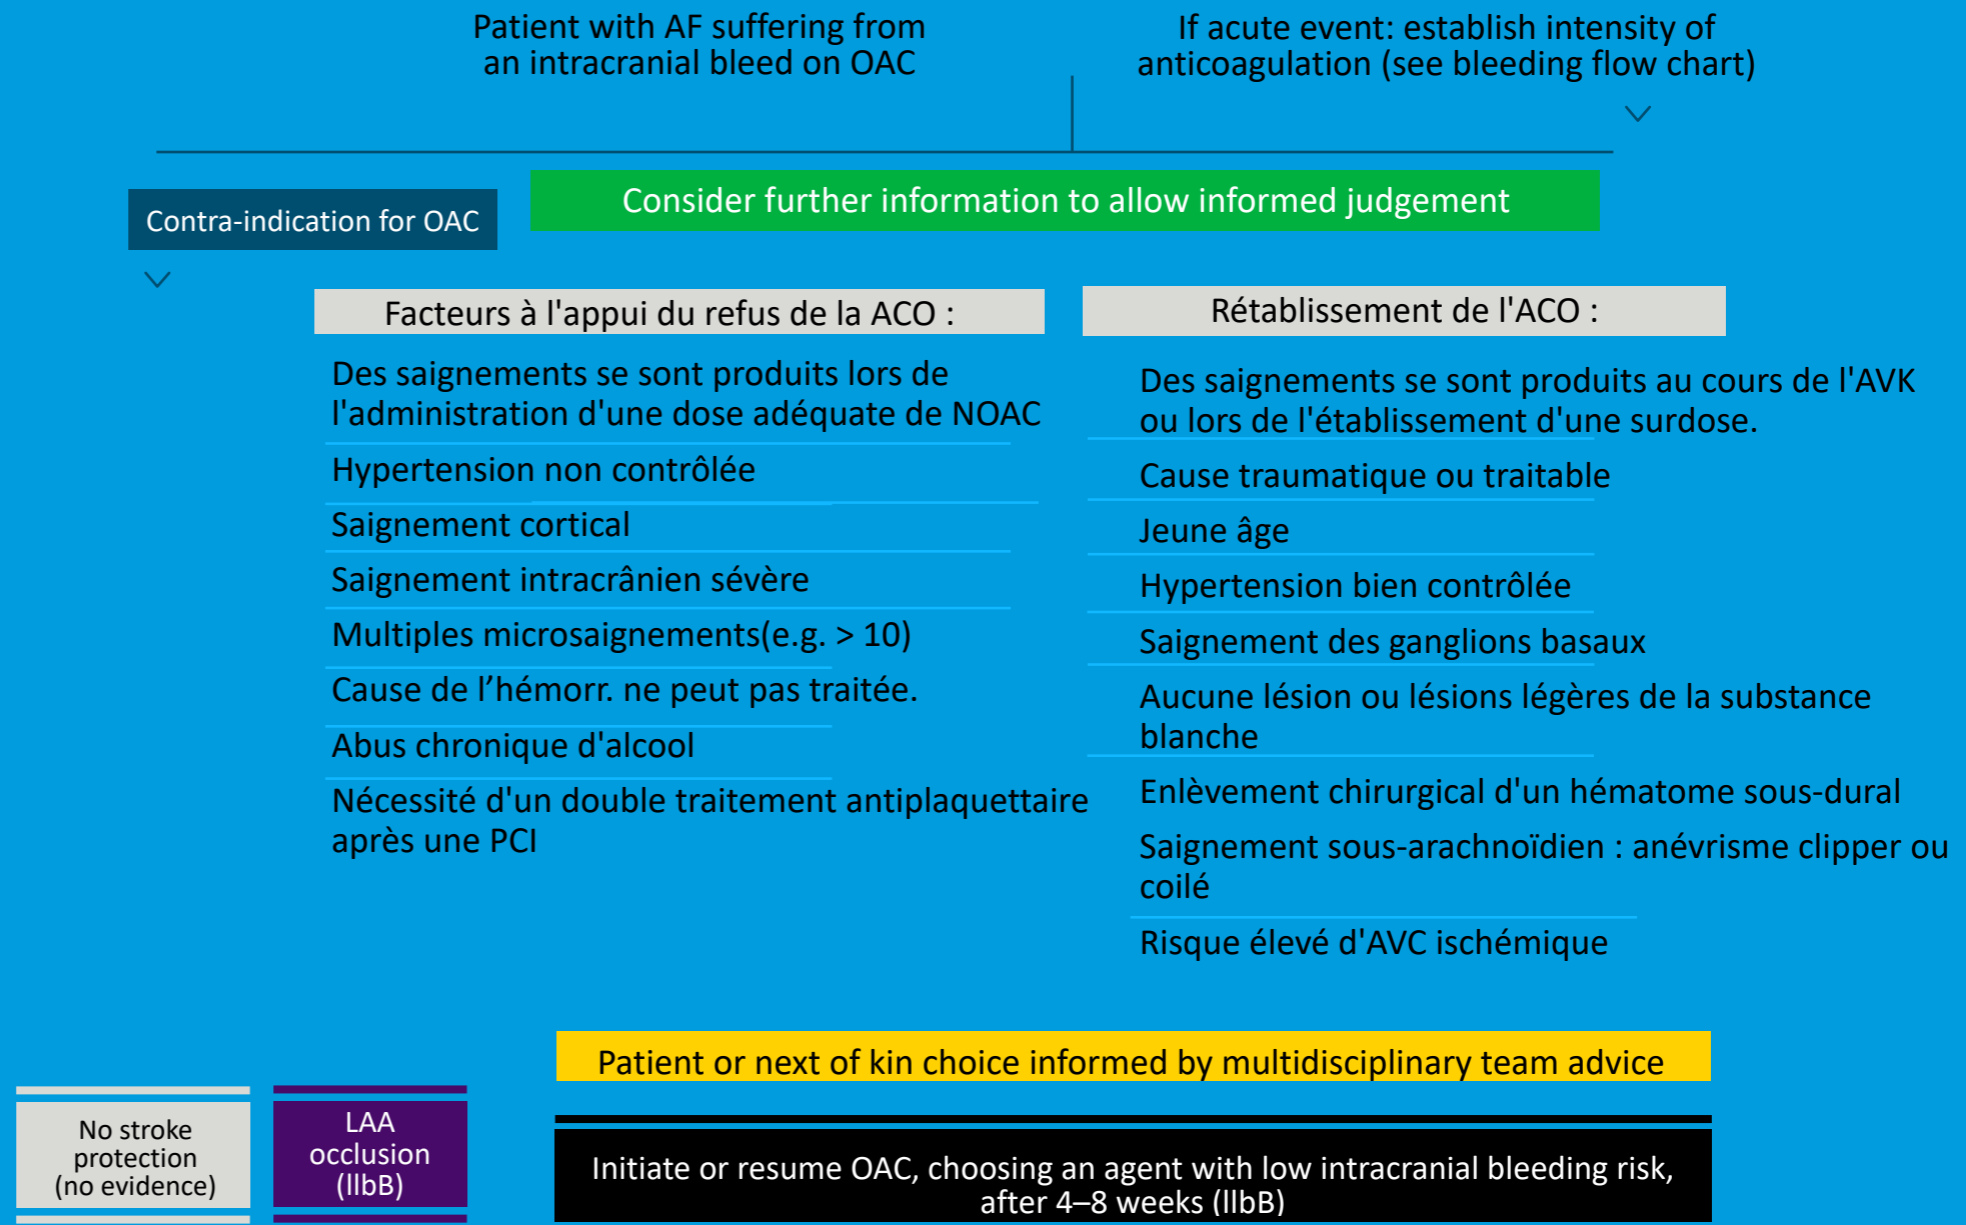 Patient with AF suffering from
an intracranial bleed on OAC
If acute event: establish intensity of
anticoagulation (see bleeding flow chart)
Contra-indication for OAC
Consider further information to allow informed judgement
Facteurs à l'appui du refus de la ACO :
Des saignements se sont produits lors de
l'administration d'une dose adéquate de NOAC
Hypertension non contrôlée
Saignement cortical
Saignement intracrânien sévère
Multiples microsaignements(e.g. > 10)
Cause de l’hémorr. ne peut pas traitée.
Abus chronique d'alcool
Nécessité d'un double traitement antiplaquettaire
après une PCI
Rétablissement de l'ACO :
Des saignements se sont produits au cours de l'AVK
ou lors de l'établissement d'une surdose.
Cause traumatique ou traitable
Jeune âge
Hypertension bien contrôlée
Saignement des ganglions basaux
Aucune lésion ou lésions légères de la substance
blanche
Enlèvement chirurgical d'un hématome sous-dural
Saignement sous-arachnoïdien : anévrisme clipper ou
coilé
Risque élevé d'AVC ischémique
Patient or next of kin choice informed by multidisciplinary team advice
No stroke
protection
(no evidence)
LAA
occlusion
(llbB)
Initiate or resume OAC, choosing an agent with low intracranial bleeding risk,
after 4–8 weeks (llbB)